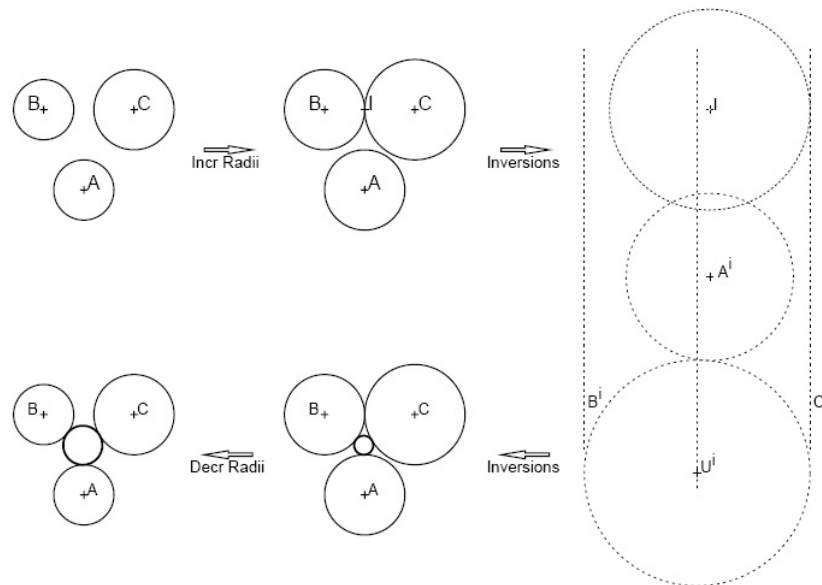 B C
A
Incr Radii
B I C
A
Inversions
I
A^i
B^i
C
U^i
B C
A
Decr Radii
B C
A
Inversions